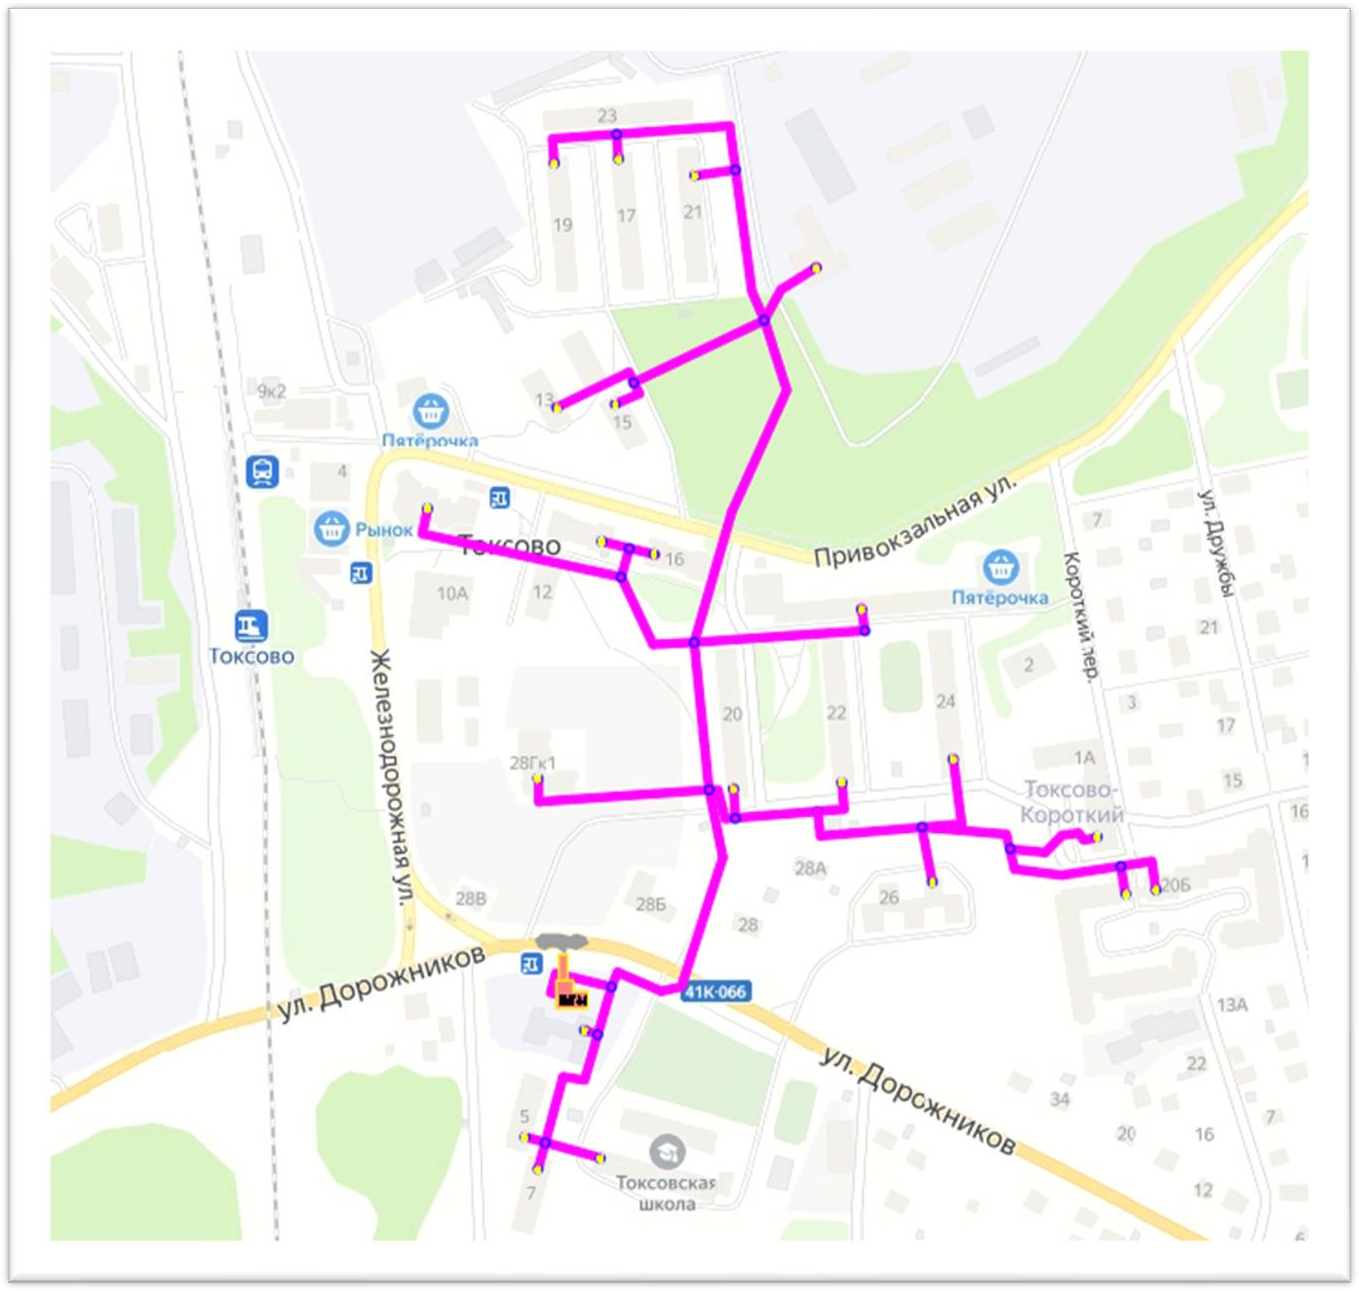 23
19
17
21
9к2
13
15
Пятёрочка
4
Рынок
Токсово
16
Привокзальная ул.
7
ул. Дружбы
Пятёрочка
Короткий пер.
10А
12
21
Токсово
2
3
Железнодорожная ул.
20
22
24
17
28Гк1
1А
15
Токсово-
Короткий
16
28А
28В
28Б
26
20Б
28
ул. Дорожников
41К-066
13А
ул. Дорожников
22
34
5
7
20
16
Токсовская
школа
7
12